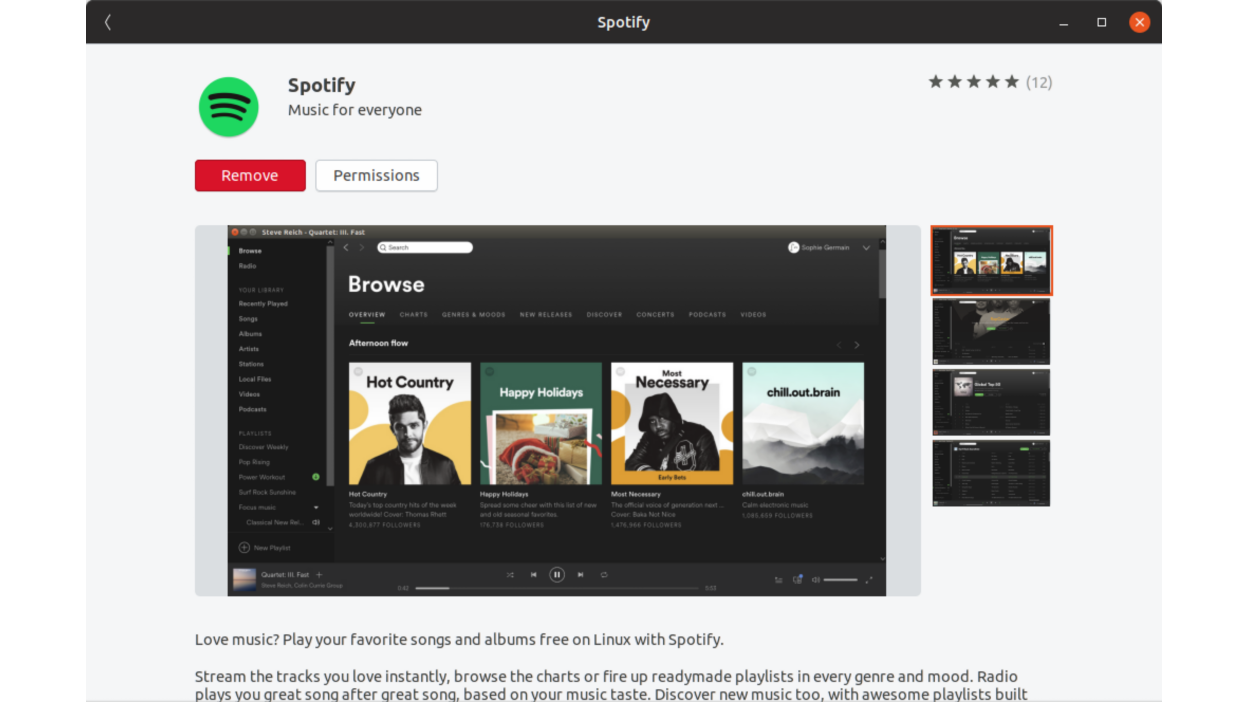 Spotify
Spotify
Music for everyone
(12)
Remove
Permissions
Steve Reich - Quartet: III. Fast
Browse
Radio
YOUR LIBRARY
Recently Played
Songs
Albums
Artists
Stations
Local Files
Videos
Podcasts
PLAYLISTS
Discover Weekly
Pop Rising
Power Workout
Surf Rock Sunshine
Focus music
Classical New Rel...
New Playlist
Search
Sophie Germain
Browse
OVERVIEW CHARTS GENRES & MOODS NEW RELEASES DISCOVER CONCERTS PODCASTS VIDEOS
Afternoon flow
Hot Country
Happy Holidays
Most
Necessary
Early Bets
chill.out.brain
Hot Country
Today's top country hits of the week
worldwide! Cover: Thomas Rhett
4,300,877 FOLLOWERS
Happy Holidays
Spread some cheer with this list of new
and old seasonal favorites.
176,738 FOLLOWERS
Most Necessary
The official voice of generation next ...
Cover: Baka Not Nice
1,476,966 FOLLOWERS
chill.out.brain
Calm electronic music
FOLLOWERS
Quartet: III. Fast
Steve Reich, Colin Currie Group
0:42
5:53
Browse
Global Top 50
Love music? Play your favorite songs and albums free on Linux with Spotify.
Stream the tracks you love instantly, browse the charts or fire up readymade playlists in every genre and mood. Radio
plays you great song after great song, based on your music taste. Discover new music too, with awesome playlists built